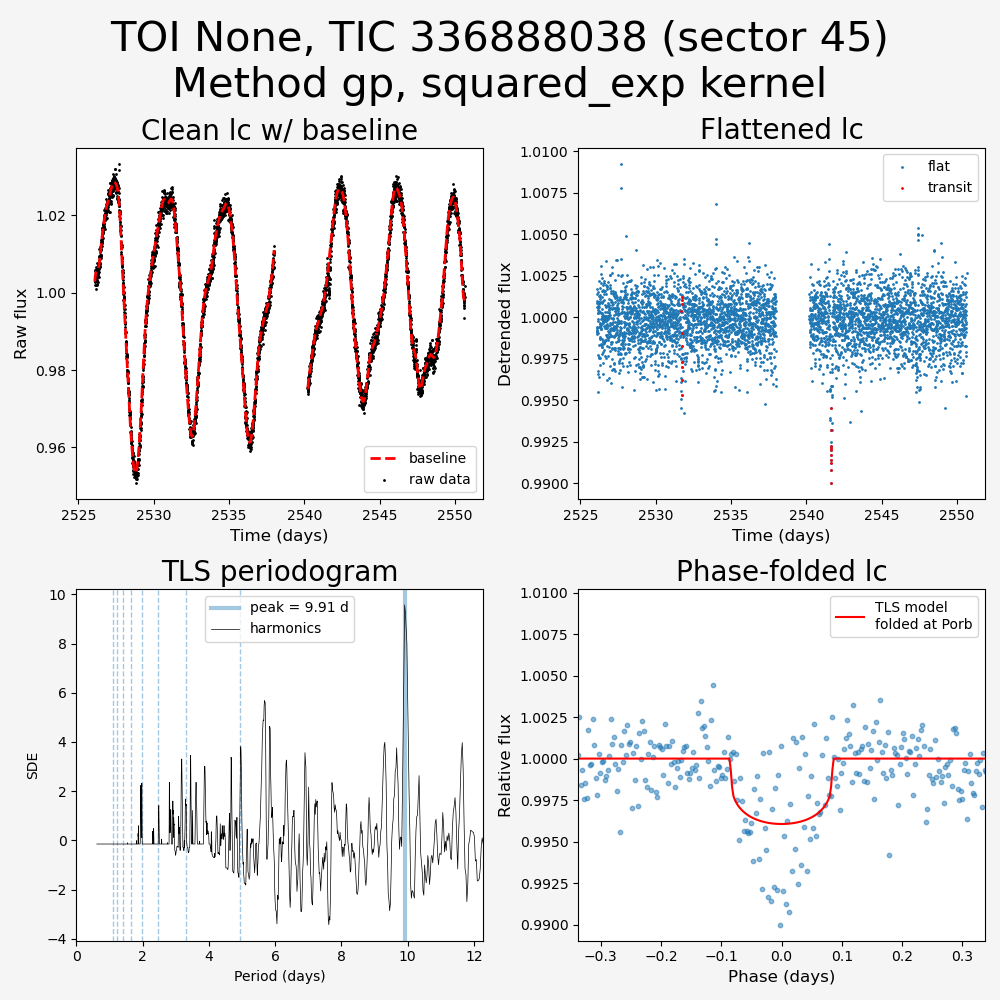 TOI None, TIC 336888038 (sector 45)
Method gp, squared_exp kernel
Clean lc w/ baseline
Raw flux
1.02
1.00
0.98
0.96
baseline
raw data
2525 2530 2535 2540 2545 2550
Time (days)
Flattened lc
Detrended flux
1.0100
1.0075
1.0050
1.0025
1.0000
0.9975
0.9950
0.9925
0.9900
flat
transit
2525 2530 2535 2540 2545 2550
Time (days)
TLS periodogram
SDE
10
8
6
4
2
0
−2
−4
peak = 9.91 d
harmonics
0 2 4 6 8 10 12
Period (days)
Phase-folded lc
Relative flux
1.0100
1.0075
1.0050
1.0025
1.0000
0.9975
0.9950
0.9925
0.9900
TLS model
folded at Porb
−0.3 −0.2 −0.1 0.0 0.1 0.2 0.3
Phase (days)